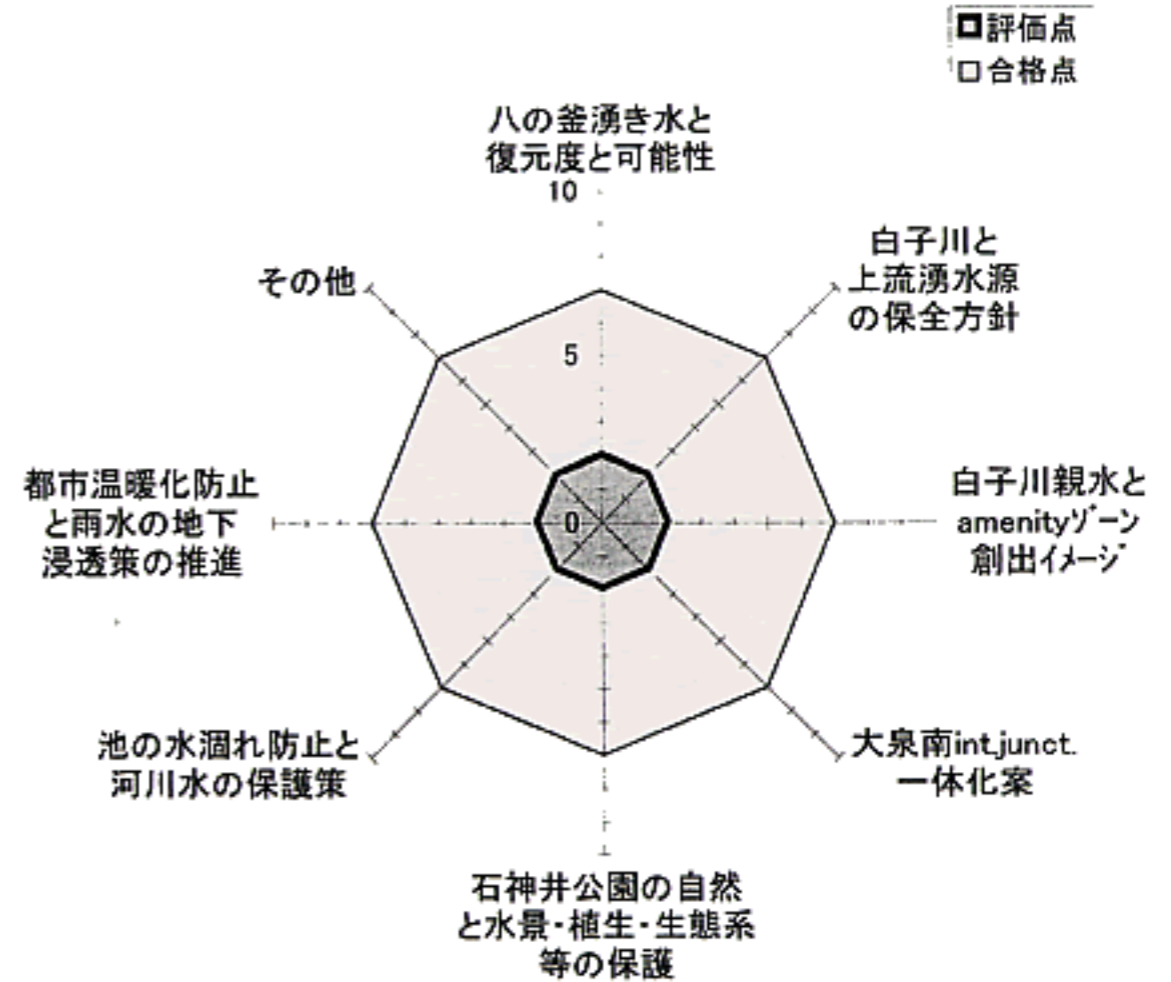 評価点
合格点
八の釜湧き水と
復元度と可能性
10
白子川と
上流湧水源
の保全方針
その他
5
都市温暖化防止
と雨水の地下
浸透策の推進
0
白子川親水と
amenityｿﾞｰﾝ
創出ｲﾒｰｼﾞ
池の水涸れ防止と
河川水の保護策
大泉南int.junct.
一体化案
石神井公園の自然
と水景・植生・生態系
等の保護